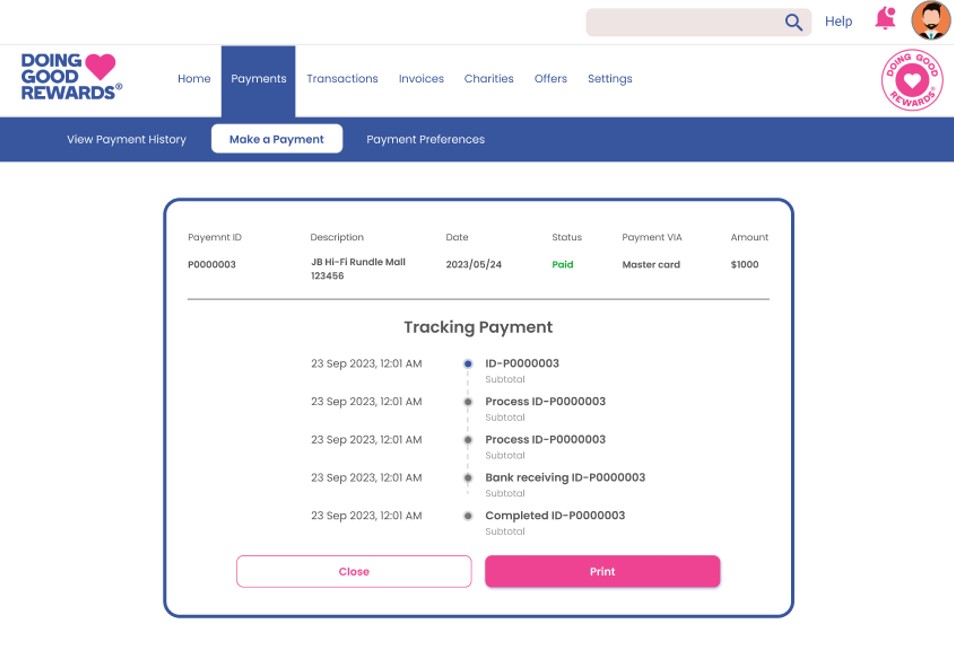 Help
DOING
GOOD
REWARDS®
Home Payments Transactions Invoices Charities Offers Settings
DOING GOOD
REWARDS®
View Payment History Make a Payment Payment Preferences
Payemnt ID Description Date Status Payment VIA Amount
P0000003 JB Hi-Fi Rundle Mall 2023/05/24 Paid Master card $1000
123456
Tracking Payment
23 Sep 2023, 12:01 AM ID-P0000003
Subtotal
23 Sep 2023, 12:01 AM Process ID-P0000003
Subtotal
23 Sep 2023, 12:01 AM Process ID-P0000003
Subtotal
23 Sep 2023, 12:01 AM Bank receiving ID-P0000003
Subtotal
23 Sep 2023, 12:01 AM Completed ID-P0000003
Subtotal
Close Print